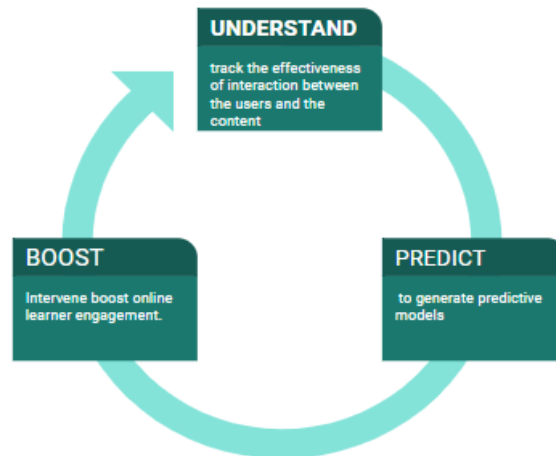 UNDERSTAND
track the effectiveness
of interaction between
the users and the
content
BOOST
Intervene boost online
learner engagement.
PREDICT
to generate predictive
models